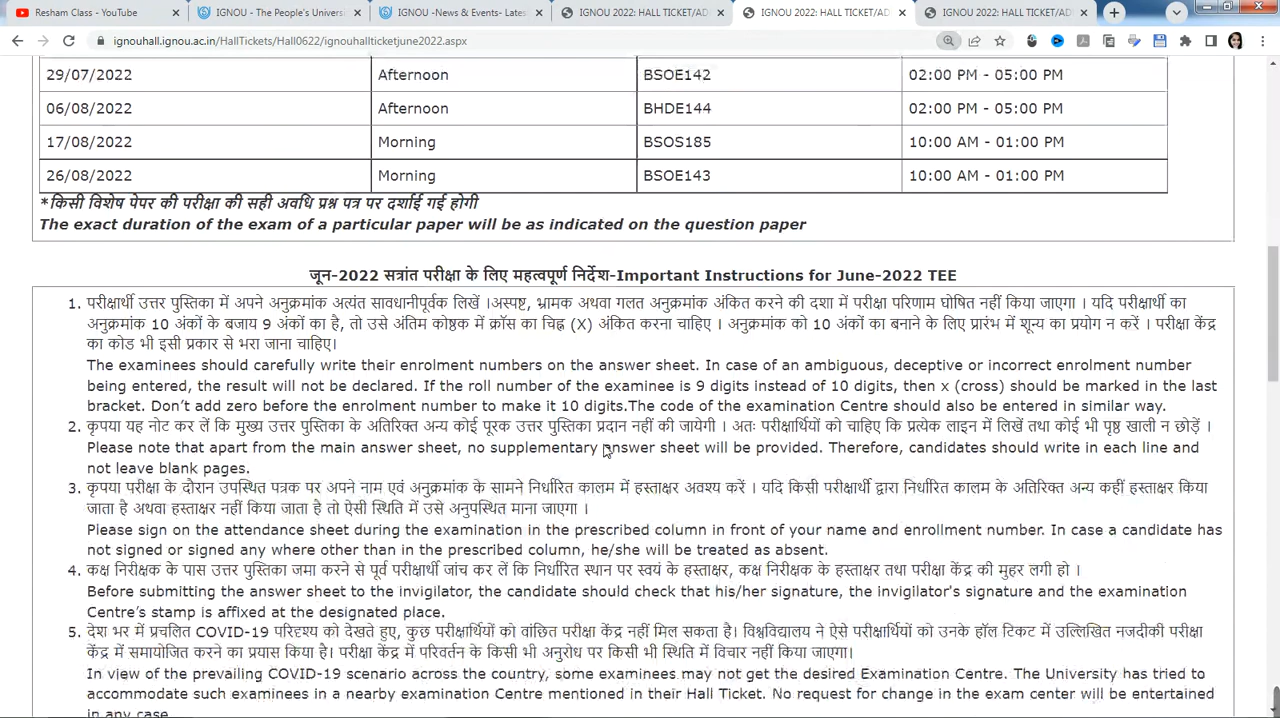 Resham Class - YouTube
IGNOU - The People's Universi
IGNOU -News & Events- Latest
IGNOU 2022: HALL TICKET/AD
IGNOU 2022: HALL TICKET/AD
IGNOU 2022: HALL TICKET/AD
ignouhall.ignou.ac.in/HallTickets/Hall0622/ignouhallticketjune2022.aspx
29/07/2022 Afternoon BSOE142 02:00 PM - 05:00 PM
06/08/2022 Afternoon BHDE144 02:00 PM - 05:00 PM
17/08/2022 Morning BSOS185 10:00 AM - 01:00 PM
26/08/2022 Morning BSOE143 10:00 AM - 01:00 PM
*किसी विशेष पेपर की परीक्षा की सही अवधि प्रश्न पत्र पर दर्शाई गई होगी
The exact duration of the exam of a particular paper will be as indicated on the question paper
जून-2022 सत्रांत परीक्षा के लिए महत्वपूर्ण निर्देश-Important Instructions for June-2022 TEE
1. परीक्षार्थी उत्तर पुस्तिका में अपने अनुक्रमांक अत्यंत सावधानीपूर्वक लिखें ।अस्पष्ट, भ्रामक अथवा गलत अनुक्रमांक अंकित करने की दशा में परीक्षा परिणाम घोषित नहीं किया जाएगा । यदि परीक्षार्थी का
अनुक्रमांक 10 अंकों के बजाय 9 अंकों का है, तो उसे अंतिम कोष्ठक में क्रॉस का चिह्न (X) अंकित करना चाहिए । अनुक्रमांक को 10 अंकों का बनाने के लिए प्रारंभ में शून्य का प्रयोग न करें । परीक्षा केंद्र
का कोड भी इसी प्रकार से भरा जाना चाहिए।
The examinees should carefully write their enrolment numbers on the answer sheet. In case of an ambiguous, deceptive or incorrect enrolment number
being entered, the result will not be declared. If the roll number of the examinee is 9 digits instead of 10 digits, then x (cross) should be marked in the last
bracket. Don't add zero before the enrolment number to make it 10 digits.The code of the examination Centre should also be entered in similar way.
2. कृपया यह नोट कर लें कि मुख्य उत्तर पुस्तिका के अतिरिक्त अन्य कोई पूरक उत्तर पुस्तिका प्रदान नहीं की जायेगी । अतः परीक्षार्थियों को चाहिए कि प्रत्येक लाइन में लिखें तथा कोई भी पृष्ठ खाली न छोड़ें ।
Please note that apart from the main answer sheet, no supplementary answer sheet will be provided. Therefore, candidates should write in each line and
not leave blank pages.
3. कृपया परीक्षा के दौरान उपस्थित पत्रक पर अपने नाम एवं अनुक्रमांक के सामने निर्धारित कालम में हस्ताक्षर अवश्य करें । यदि किसी परीक्षार्थी द्वारा निर्धारित कालम के अतिरिक्त अन्य कहीं हस्ताक्षर किया
जाता है अथवा हस्ताक्षर नहीं किया जाता है तो ऐसी स्थिति में उसे अनुपस्थित माना जाएगा ।
Please sign on the attendance sheet during the examination in the prescribed column in front of your name and enrollment number. In case a candidate has
not signed or signed any where other than in the prescribed column, he/she will be treated as absent.
4. कक्ष निरीक्षक के पास उत्तर पुस्तिका जमा करने से पूर्व परीक्षार्थी जांच कर लें कि निर्धारित स्थान पर स्वयं के हस्ताक्षर, कक्ष निरीक्षक के हस्ताक्षर तथा परीक्षा केंद्र की मुहर लगी हो ।
Before submitting the answer sheet to the invigilator, the candidate should check that his/her signature, the invigilator's signature and the examination
Centre's stamp is affixed at the designated place.
5. देश भर में प्रचलित COVID-19 परिदृश्य को देखते हुए, कुछ परीक्षार्थियों को वांछित परीक्षा केंद्र नहीं मिल सकता है। विश्वविद्यालय ने ऐसे परीक्षार्थियों को उनके हॉल टिकट में उल्लिखित नजदीकी परीक्षा
केंद्र में समायोजित करने का प्रयास किया है। परीक्षा केंद्र में परिवर्तन के किसी भी अनुरोध पर किसी भी स्थिति में विचार नहीं किया जाएगा।
In view of the prevailing COVID-19 scenario across the country, some examinees may not get the desired Examination Centre. The University has tried to
accommodate such examinees in a nearby examination Centre mentioned in their Hall Ticket. No request for change in the exam center will be entertained
in any case.